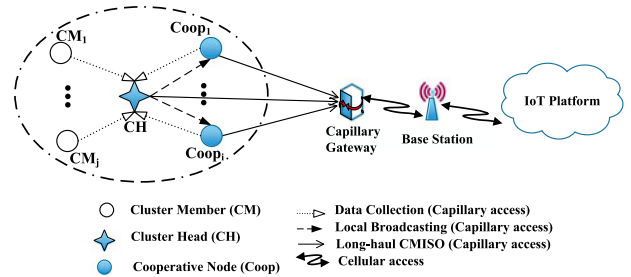 CM1
Coop1
CH
CMj
Coopi
Capillary
Gateway
Base Station
IoT Platform
Cluster Member (CM)
Cluster Head (CH)
Cooperative Node (Coop)
Data Collection (Capillary access)
Local Broadcasting (Capillary access)
Long-haul CMISO (Capillary access)
Cellular access